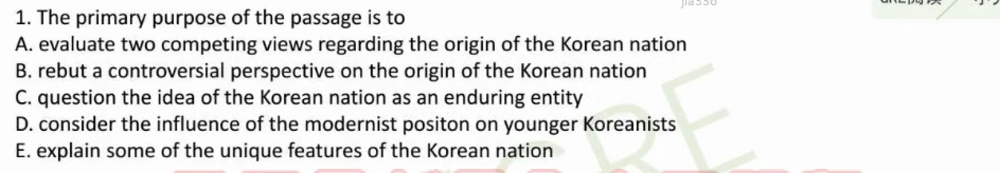 jia556
1. The primary purpose of the passage is to
A. evaluate two competing views regarding the origin of the Korean nation
B. rebut a controversial perspective on the origin of the Korean nation
C. question the idea of the Korean nation as an enduring entity
D. consider the influence of the modernist positon on younger Koreanists
E. explain some of the unique features of the Korean nation
GRE